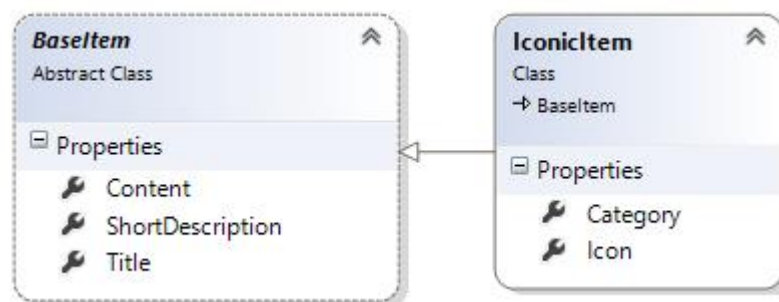 BaseItem
Abstract Class
Properties
Content
ShortDescription
Title
IconicItem
Class
BaseItem
Properties
Category
Icon